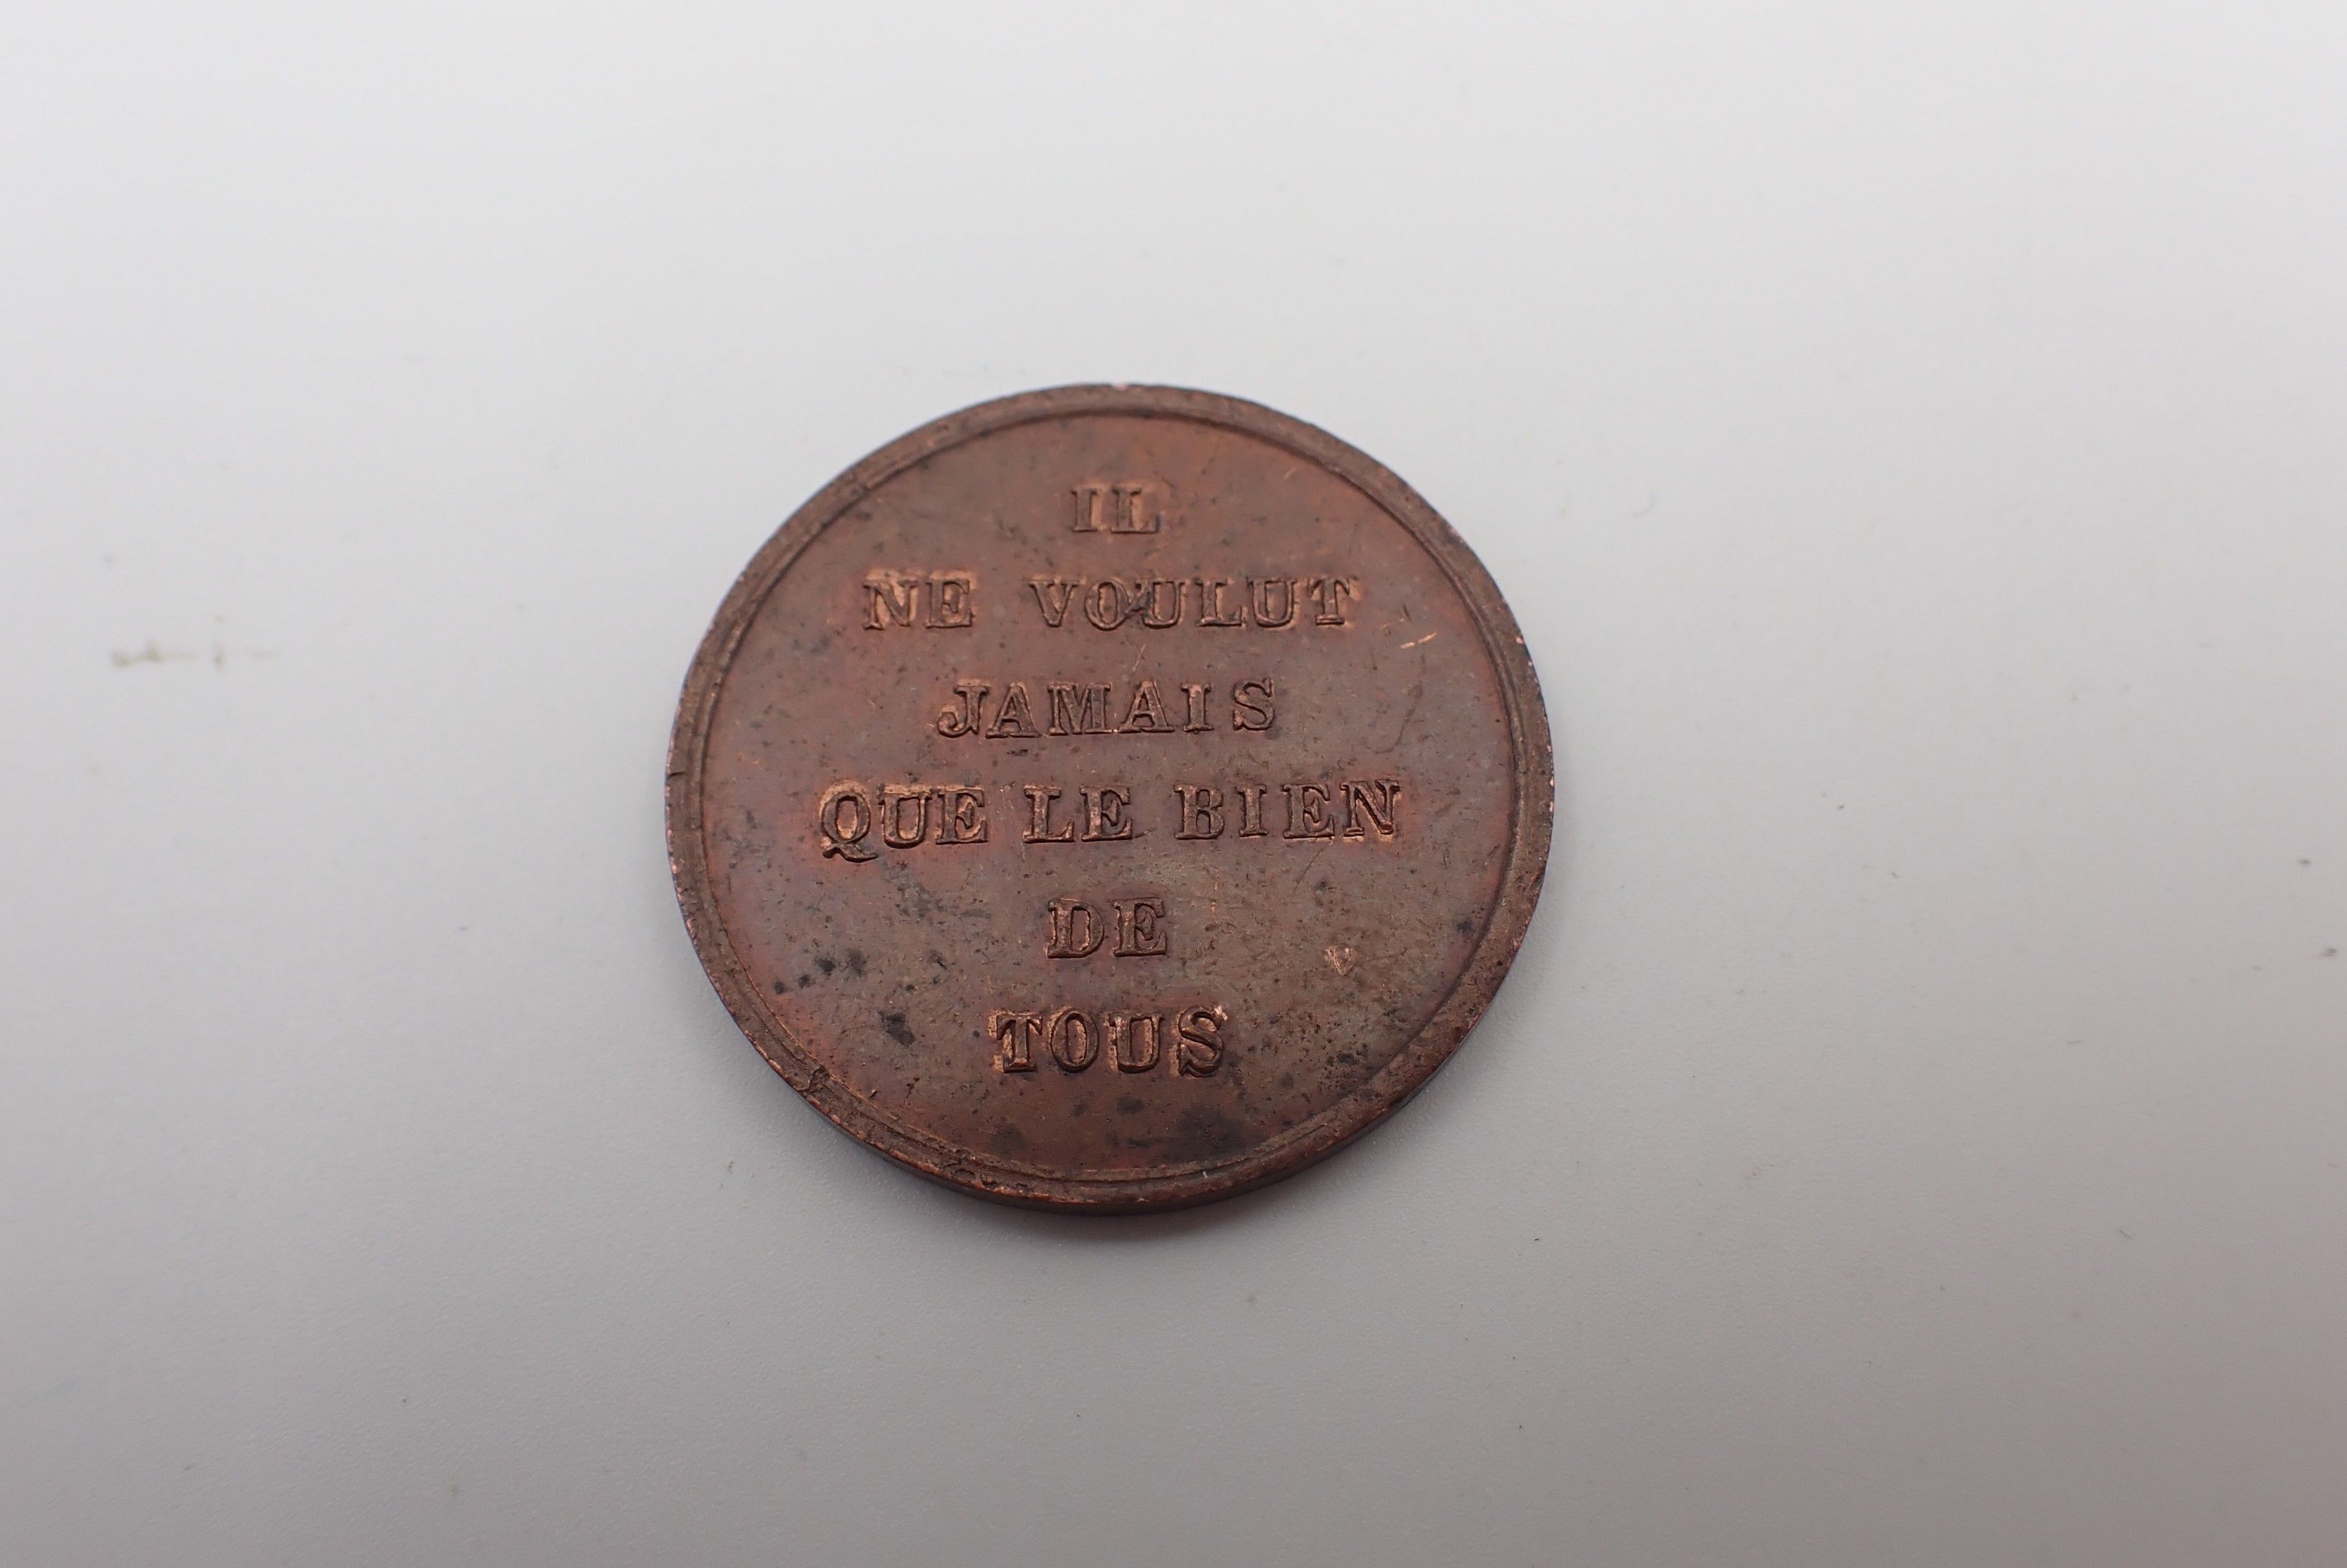 IL
NE VOULUT
JAMAIS
QUE LE BIEN
DE
TOUS